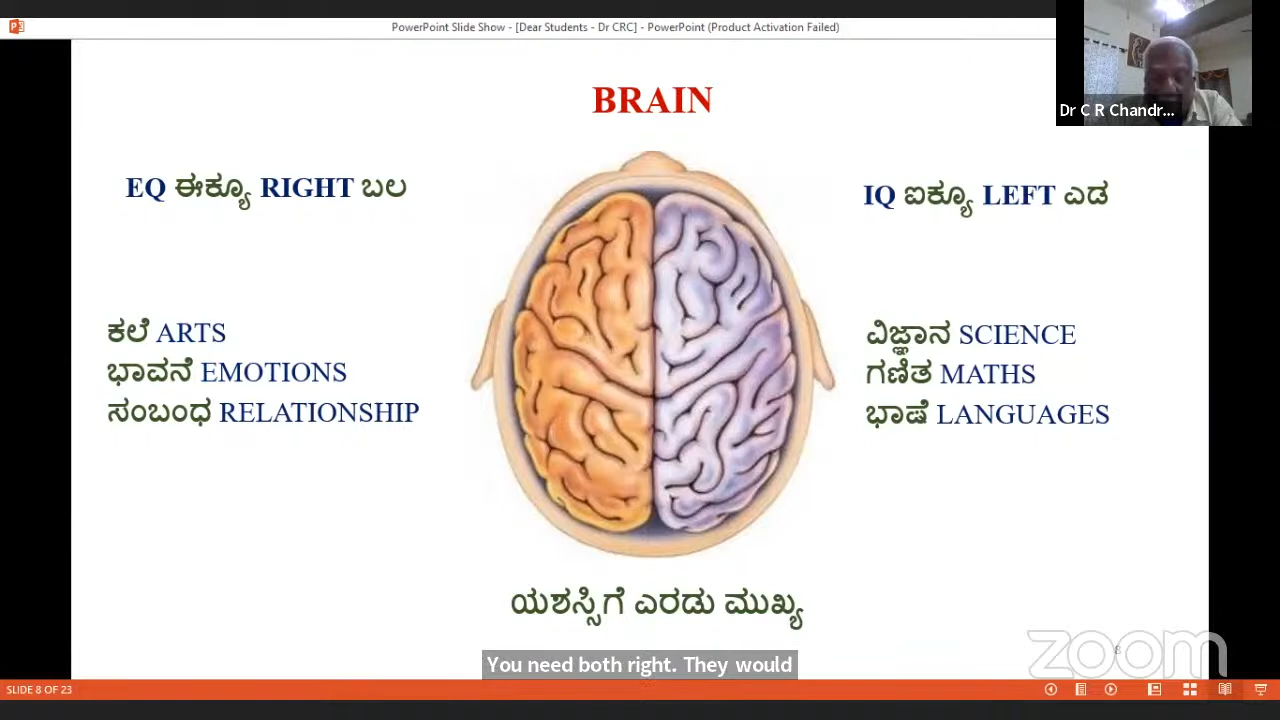 PowerPoint Slide Show - [Dear Students - Dr CRC] - PowerPoint (Product Activation Failed)
Dr C R Chandr...
BRAIN
EQ ಈಕ್ಯೂ RIGHT ಬಲ
IQ ಐಕ್ಯೂ LEFT ಎಡ
ಕಲೆ ARTS
ಭಾವನೆ EMOTIONS
ಸಂಬಂಧ RELATIONSHIP
ವಿಜ್ಞಾನ SCIENCE
ಗಣಿತ MATHS
ಭಾಷೆ LANGUAGES
ಯಶಸ್ಸಿಗೆ ಎರಡು ಮುಖ್ಯ
You need both right. They would
8
zoom
SLIDE 8 OF 23